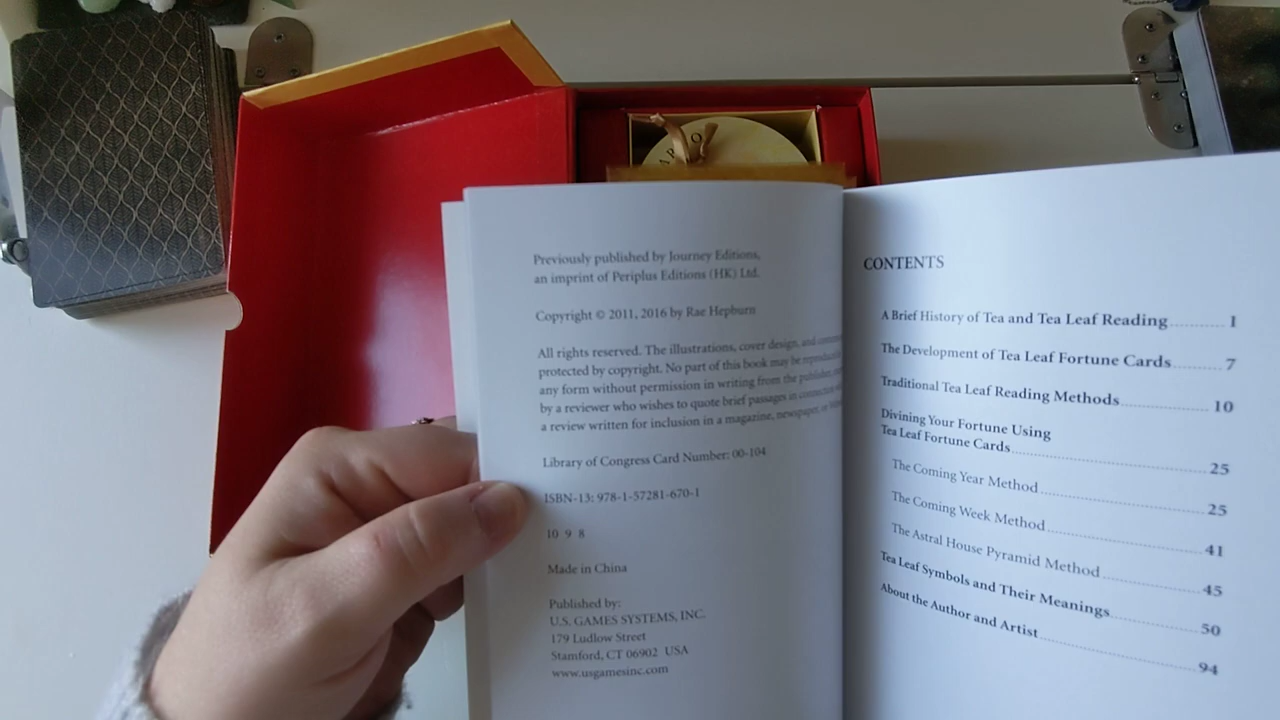 Previously published by Journey Editions,
an imprint of Periplus Editions (HK) Ltd.
Copyright © 2011, 2016 by Rae Hepburn
All rights reserved. The illustrations, cover design, and
protected by copyright. No part of this book may be
any form without permission in writing from the publisher,
by a reviewer who wishes to quote brief passages in connection
a review written for inclusion in a magazine, newspaper, or
Library of Congress Card Number: 00-104
ISBN-13: 978-1-57281-670-1
10 9 8
Made in China
Published by:
U.S. GAMES SYSTEMS, INC.
179 Ludlow Street
Stamford, CT 06902 USA
www.usgamesinc.com
CONTENTS
A Brief History of Tea and Tea Leaf Reading 1
The Development of Tea Leaf Fortune Cards 7
Traditional Tea Leaf Reading Methods 10
Divining Your Fortune Using
Tea Leaf Fortune Cards 25
The Coming Year Method 25
The Coming Week Method 41
The Astral House Pyramid Method 45
Tea Leaf Symbols and Their Meanings 50
About the Author and Artist 94